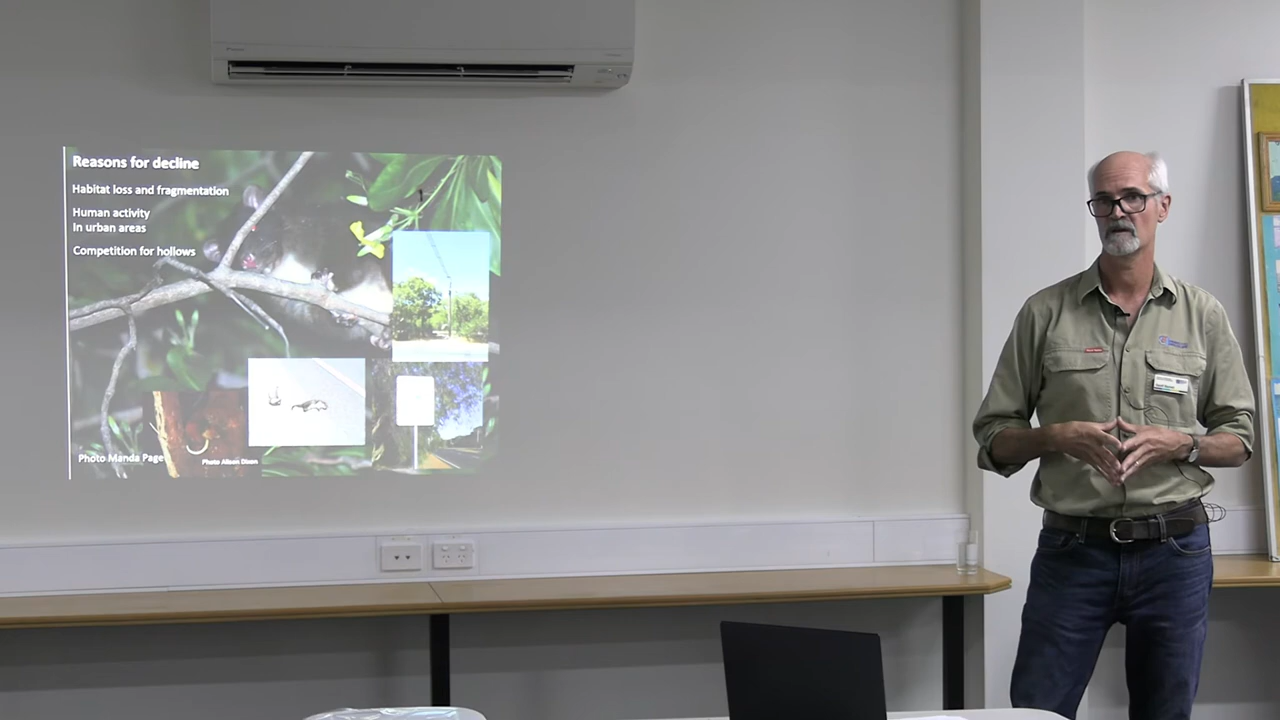 Reasons for decline
Habitat loss and fragmentation
Human activity
In urban areas
Competition for hollows
Photo Manda Page
Photo Alison Dixon